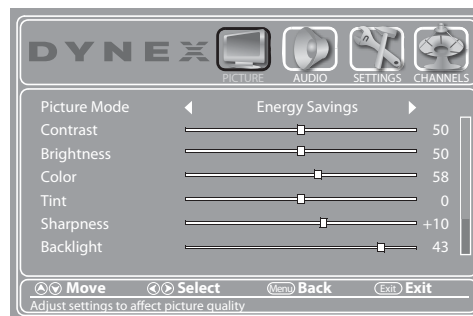 DYNEX
PICTURE AUDIO SETTINGS CHANNELS
Picture Mode Energy Savings
Contrast 50
Brightness 50
Color 58
Tint 0
Sharpness +10
Backlight 43
Move Select Menu Back Exit Exit
Adjust settings to affect picture quality